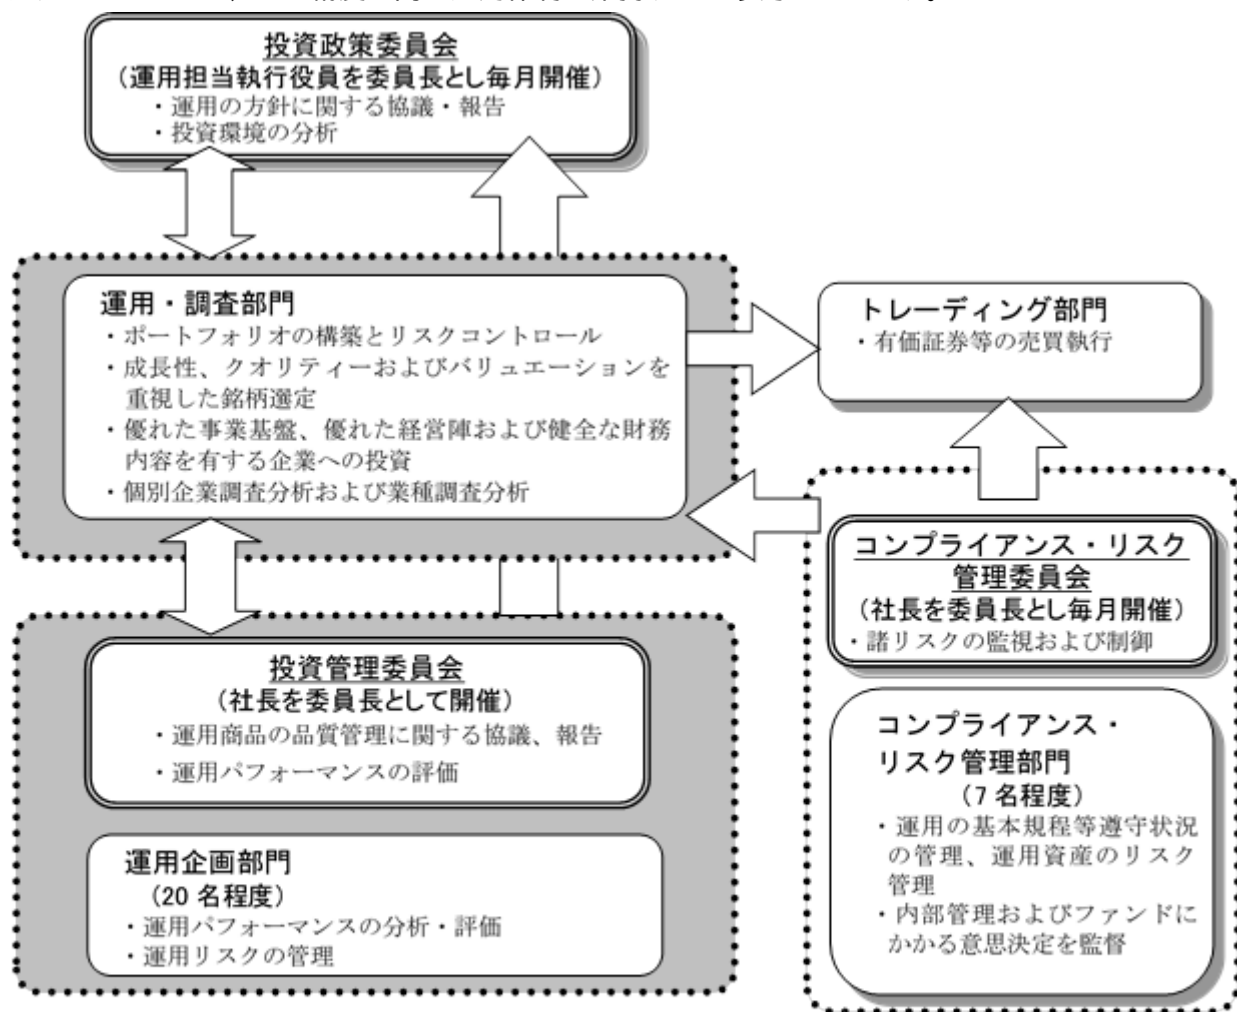 投資政策委員会
（運用担当執行役員を委員長とし毎月開催）
・運用の方針に関する協議・報告
・投資環境の分析
運用・調査部門
・ポートフォリオの構築とリスクコントロール
・成長性、クオリティーおよびバリュエーションを
重視した銘柄選定
・優れた事業基盤、優れた経営陣および健全な財務
内容を有する企業への投資
・個別企業調査分析および業種調査分析
トレーディング部門
・有価証券等の売買執行
コンプライアンス・リスク
管理委員会
（社長を委員長とし毎月開催）
・諸リスクの監視および制御
投資管理委員会
（社長を委員長として開催）
・運用商品の品質管理に関する協議、報告
・運用パフォーマンスの評価
コンプライアンス・
リスク管理部門
（7 名程度）
・運用の基本規程等遵守状況
の管理、運用資産のリスク
管理
・内部管理およびファンドに
かかる意思決定を監督
運用企画部門
（20 名程度）
・運用パフォーマンスの分析・評価
・運用リスクの管理